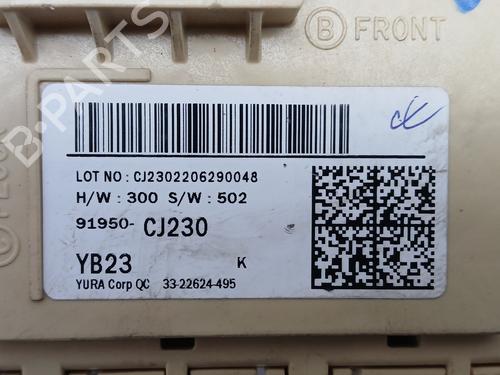 B FRONT
LOT NO : CJ2302206290048
H/W : 300 S/W : 502
91950- CJ230
YB23 K
YURA Corp QC 33-22624-495
B-PARTS